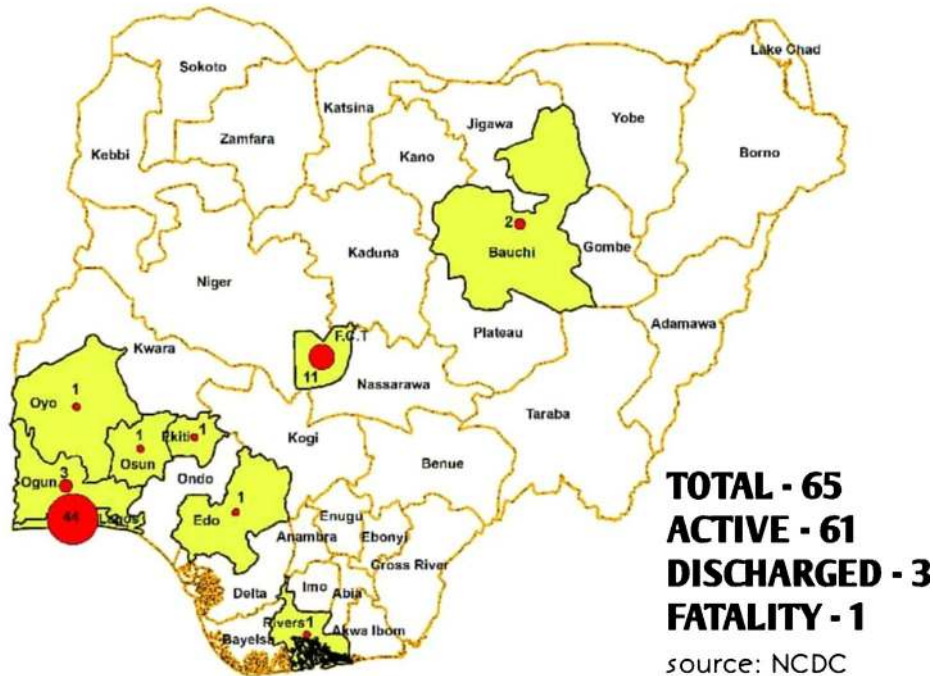 Lake Chad
Sokoto
Katsina
Yobe
Jigawa
Zamfara
Kebbi
Kano
Borno
2
Bauchi
Gombe
Kaduna
Niger
Adamawa
Plateau
F.C.T
Kwara
11
Nassarawa
1
Oyo
Taraba
1
Ekiti
1
Kogi
Osun
Benue
3
Ogun
Ondo
1
Edo
44
Lagos
Enugu
Anambra
Ebonyi
Cross River
Delta
Imo
Abia
Rivers
1
Bayelsa
Akwa Ibom
TOTAL - 65
ACTIVE - 61
DISCHARGED - 3
FATALITY - 1
source: NCDC